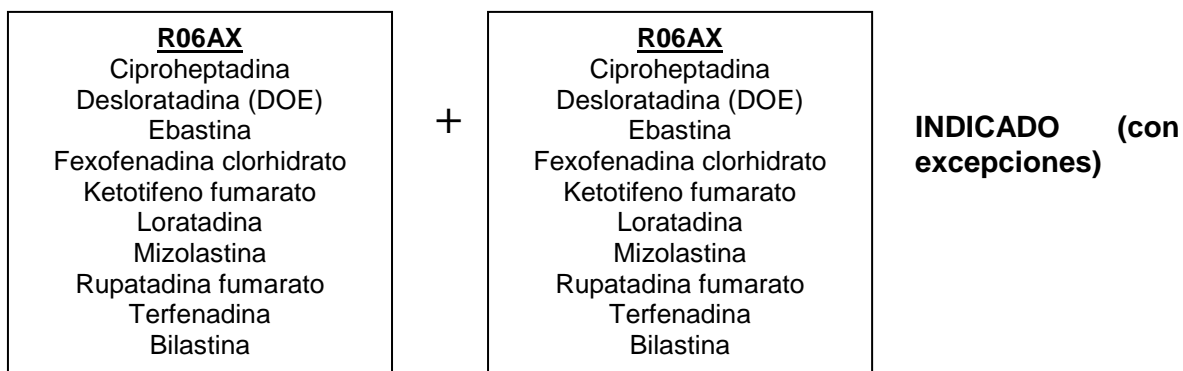 R06AX
Ciproheptadina
Desloratadina (DOE)
Ebastina
Fexofenadina clorhidrato
Ketotifeno fumarato
Loratadina
Mizolastina
Rupatadina fumarato
Terfenadina
Bilastina
+
R06AX
Ciproheptadina
Desloratadina (DOE)
Ebastina
Fexofenadina clorhidrato
Ketotifeno fumarato
Loratadina
Mizolastina
Rupatadina fumarato
Terfenadina
Bilastina
INDICADO (con
excepciones)